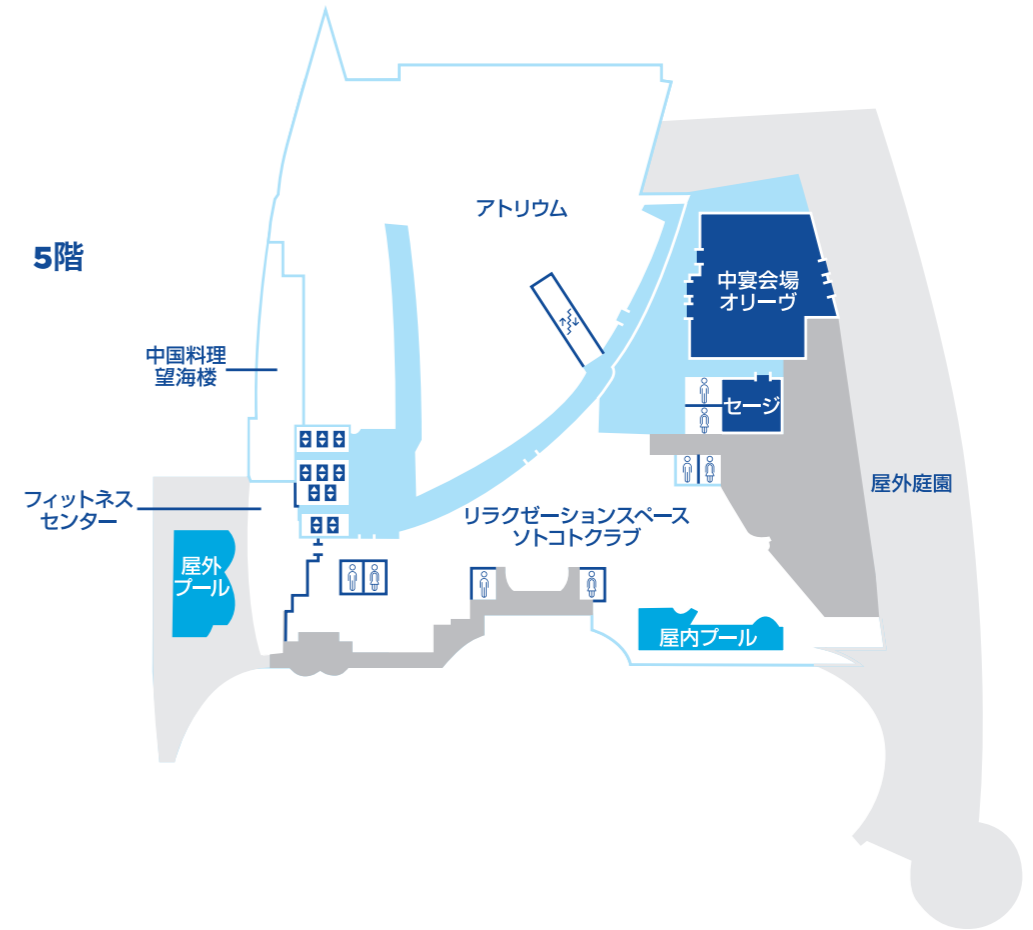 アトリウム
5階
中宴会場
オリーヴ
中国料理
望海楼
セージ
フィットネス
センター
屋外庭園
リラクゼーションスペース
ソトコトクラブ
屋外
プール
屋内プール